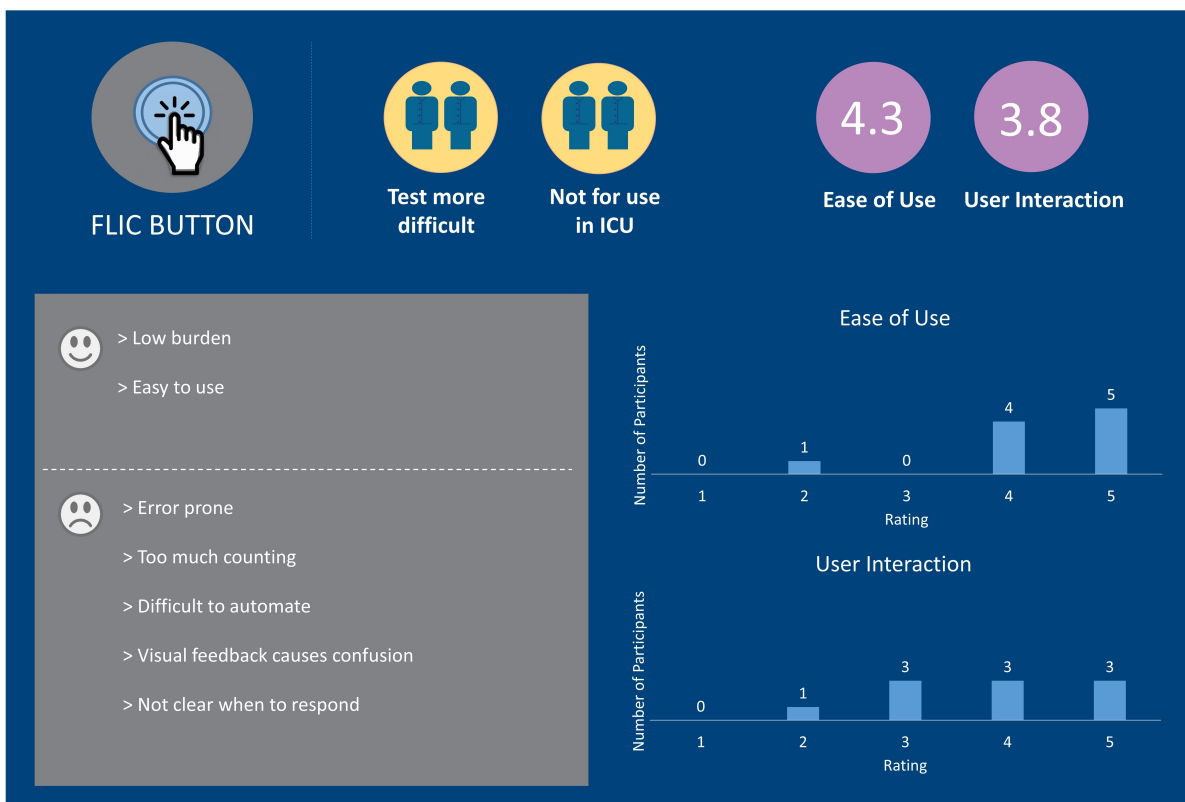 FLIC BUTTON
Test more
difficult
Not for use
in ICU
4.3
Ease of Use
3.8
User Interaction
> Low burden
> Easy to use
> Error prone
> Too much counting
> Difficult to automate
> Visual feedback causes confusion
> Not clear when to respond
Ease of Use
Number of Participants
0 1 0 4 5
1 2 3 4 5
Rating
User Interaction
Number of Participants
0 1 3 3 3
1 2 3 4 5
Rating